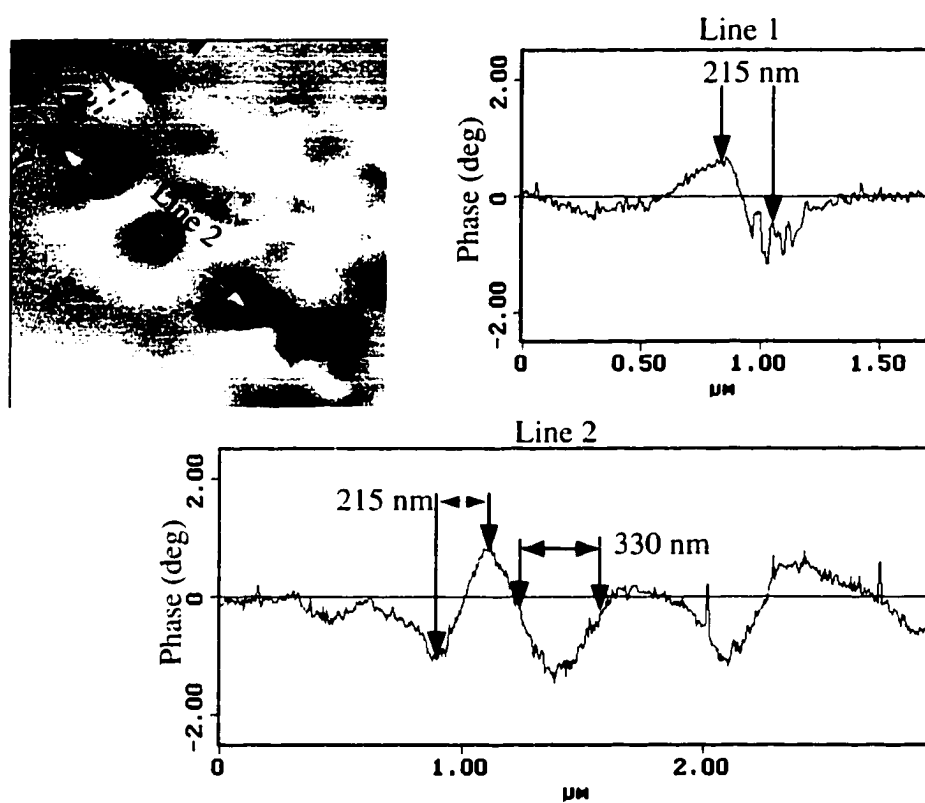 Line 1
215 nm
2.00
0
-2.00
Phase (deg)
0 0.50 1.00 1.50
μM
Line 2
Line 2
215 nm
330 nm
2.00
0
-2.00
Phase (deg)
0 1.00 2.00
μM